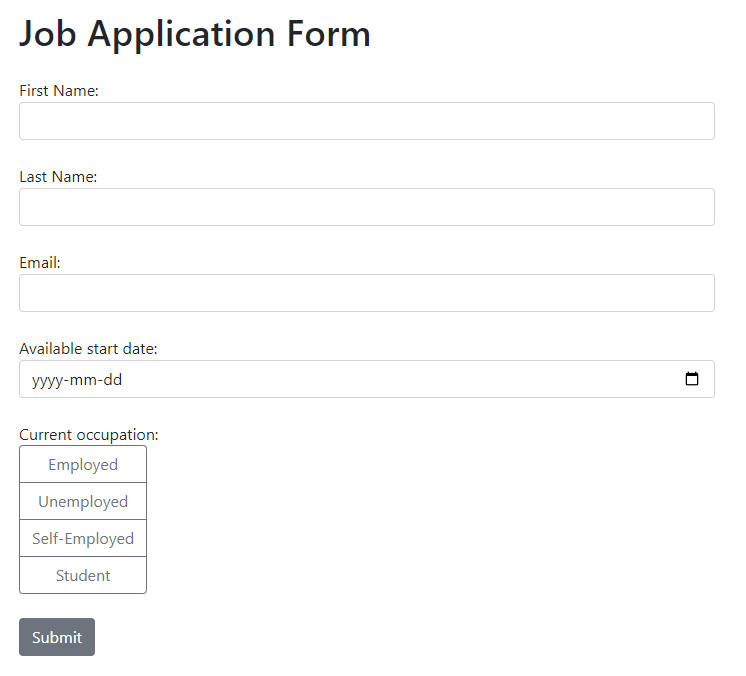 Job Application Form
First Name:
Last Name:
Email:
Available start date:
yyyy-mm-dd
Current occupation:
Employed
Unemployed
Self-Employed
Student
Submit